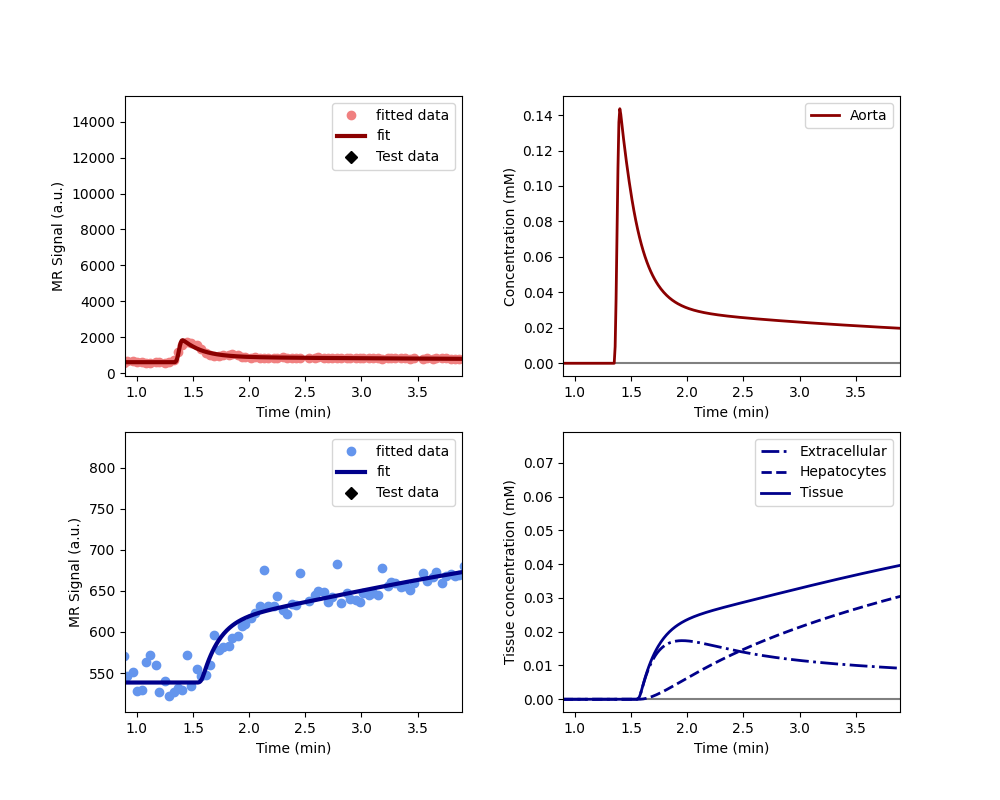 14000
12000
10000
8000
6000
4000
2000
0
MR Signal (a.u.)
fitted data
fit
Test data
1.0 1.5 2.0 2.5 3.0 3.5
Time (min)
0.14
0.12
0.10
0.08
0.06
0.04
0.02
0.00
Concentration (mM)
Aorta
1.0 1.5 2.0 2.5 3.0 3.5
Time (min)
800
750
700
650
600
550
MR Signal (a.u.)
fitted data
fit
Test data
1.0 1.5 2.0 2.5 3.0 3.5
Time (min)
0.07
0.06
0.05
0.04
0.03
0.02
0.01
0.00
Tissue concentration (mM)
Extracellular
Hepatocytes
Tissue
1.0 1.5 2.0 2.5 3.0 3.5
Time (min)